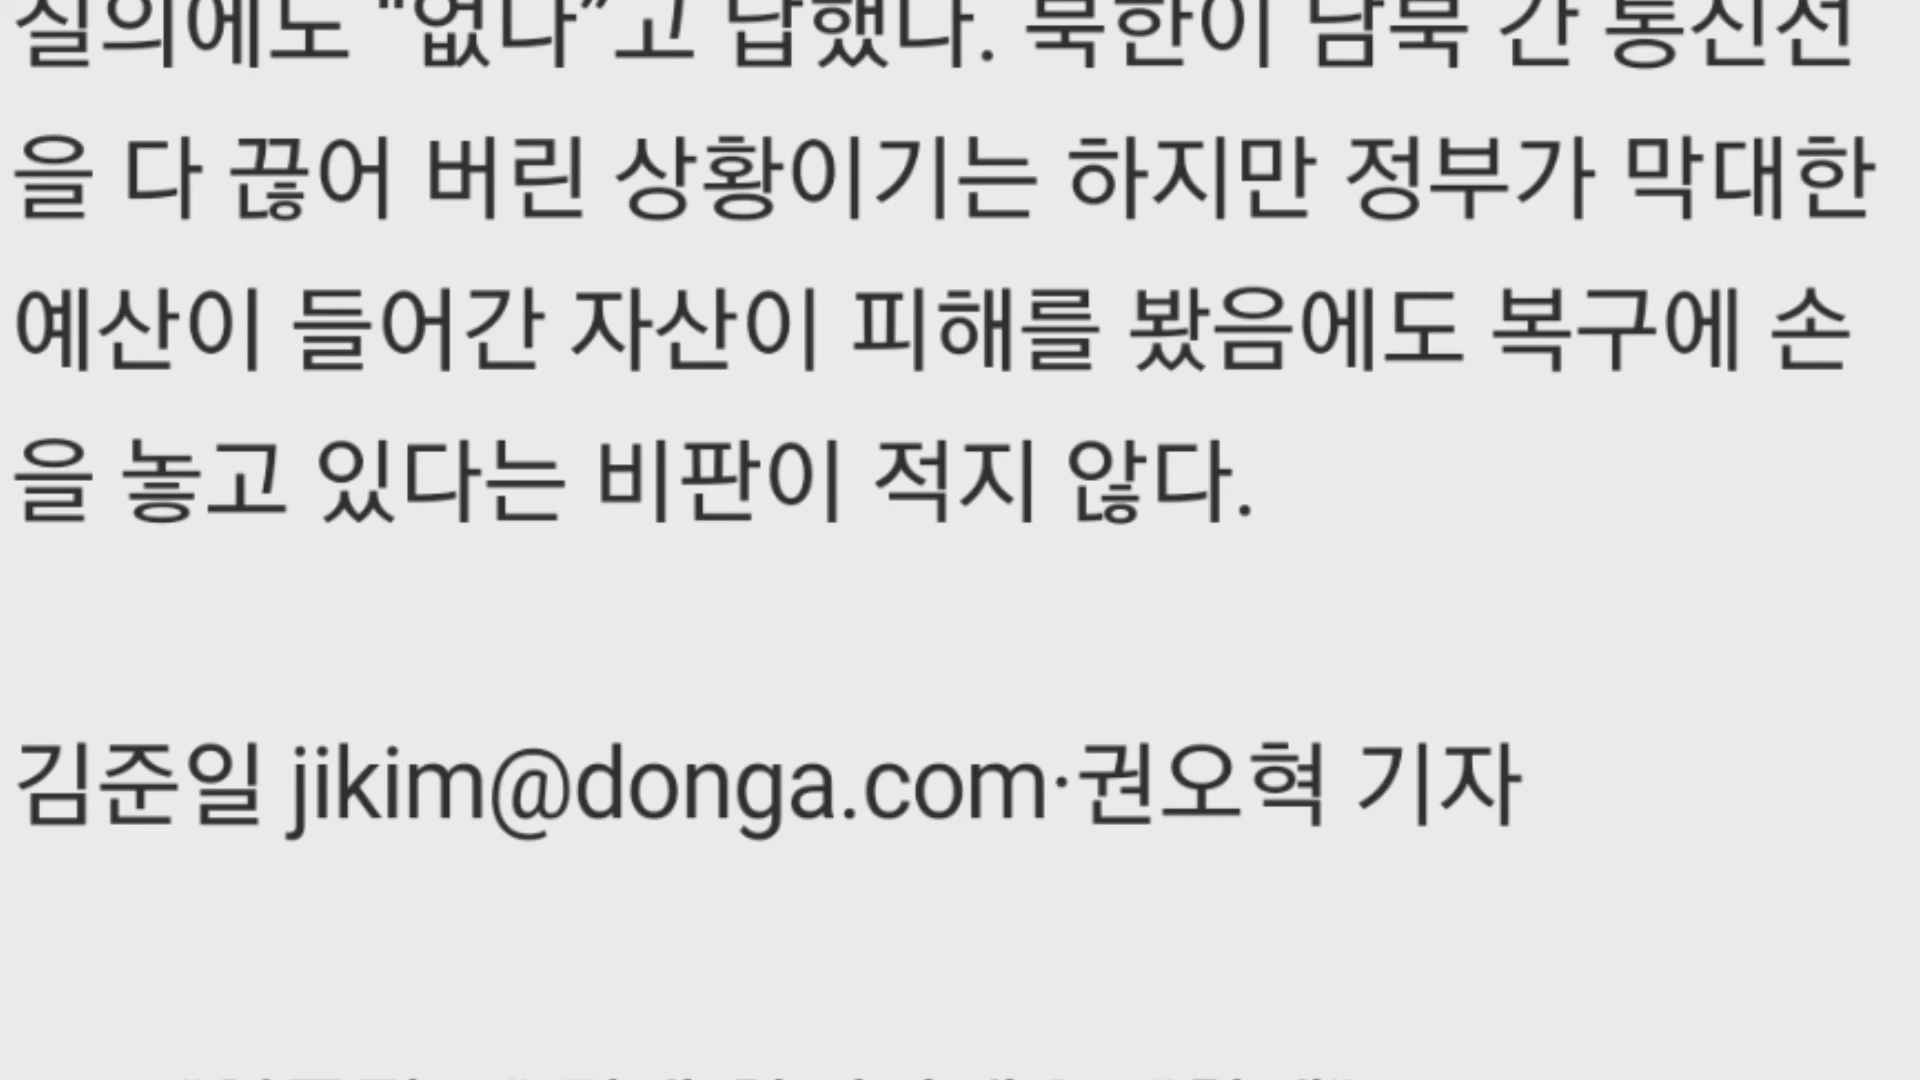 질의에도 “없다”고 답했다. 북한이 남북 간 통신선
을 다 끊어 버린 상황이기는 하지만 정부가 막대한
예산이 들어간 자산이 피해를 봤음에도 복구에 손
을 놓고 있다는 비판이 적지 않다.
김준일 jikim@donga.com·권오혁 기자